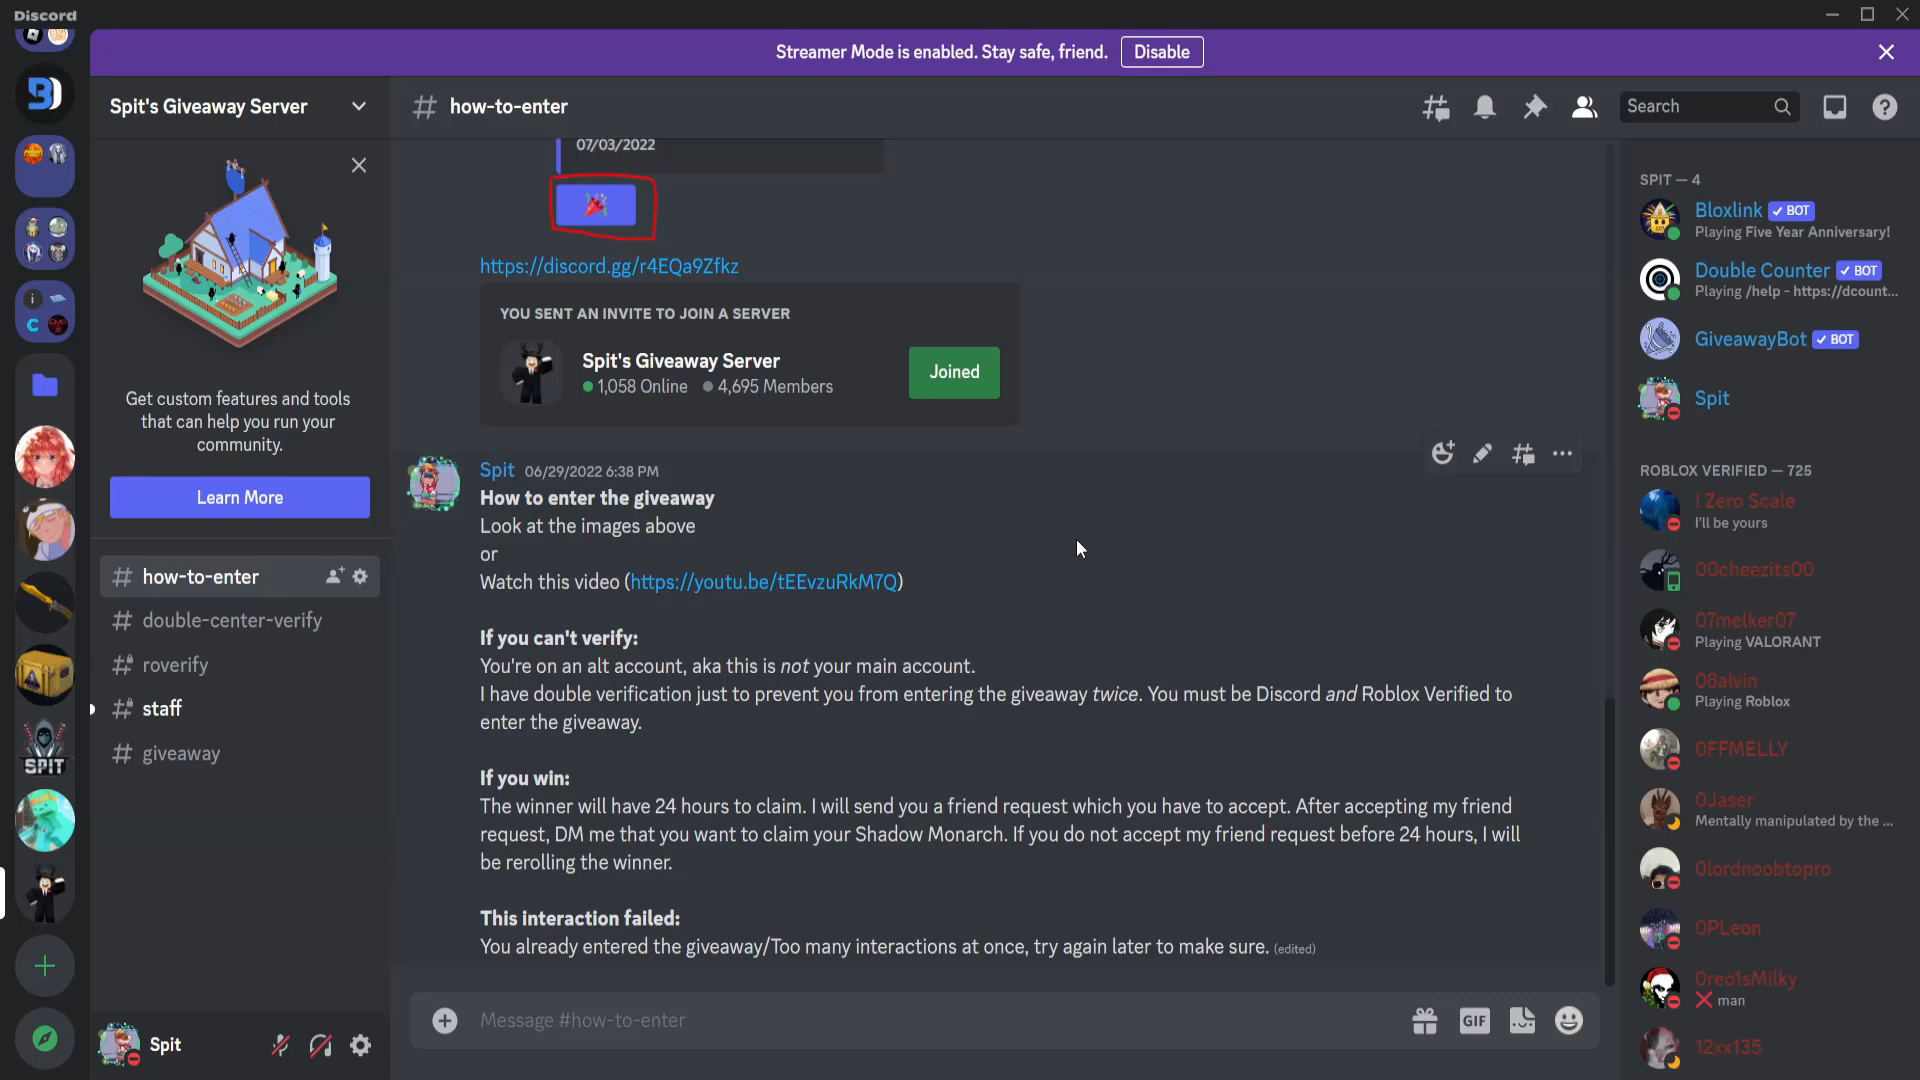 Discord
Streamer Mode is enabled. Stay safe, friend.
Disable
Spit's Giveaway Server
how-to-enter
Search
Get custom features and tools
that can help you run your
community.
Learn More
how-to-enter
double-center-verify
roverify
staff
giveaway
SPIT
Spit
07/03/2022
https://discord.gg/r4EQa9Zfkz
YOU SENT AN INVITE TO JOIN A SERVER
Spit's Giveaway Server
1,058 Online 4,695 Members
Joined
Spit 06/29/2022 6:38 PM
How to enter the giveaway
Look at the images above
or
Watch this video (https://youtu.be/tEEvzuRkM7Q)
If you can't verify:
You're on an alt account, aka this is not your main account.
I have double verification just to prevent you from entering the giveaway twice. You must be Discord and Roblox Verified to
enter the giveaway.
If you win:
The winner will have 24 hours to claim. I will send you a friend request which you have to accept. After accepting my friend
request, DM me that you want to claim your Shadow Monarch. If you do not accept my friend request before 24 hours, I will
be rerolling the winner.
This interaction failed:
You already entered the giveaway/Too many interactions at once, try again later to make sure. (edited)
Message #how-to-enter
GIF
SPIT — 4
Bloxlink ✓ BOT
Playing Five Year Anniversary!
Double Counter ✓ BOT
Playing /help - https://dcount...
GiveawayBot ✓ BOT
Spit
ROBLOX VERIFIED — 725
! Zero Scale
I'll be yours
00cheezits00
07melker07
Playing VALORANT
08alvin
Playing Roblox
0FFMELLY
0Jaser
Mentally manipulated by the ...
0lordnoobtopro
0PLeon
0reo1sMilky
❌ man
12xx135